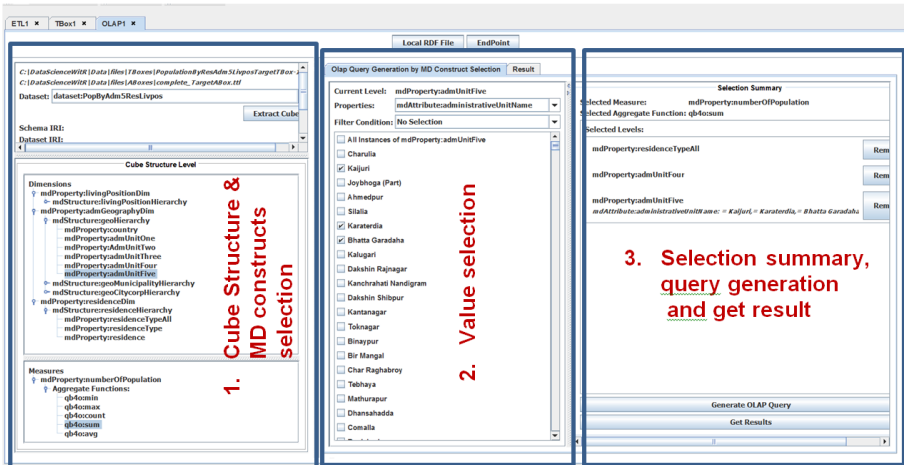 ETL1 ✖ TBox1 ✖ OLAP1 ✖
Local RDF File EndPoint
C:\DataScienceWitR\Data\files\TBoxes\PopulationByResAdm5LivposTargetTBox-
C:\DataScienceWitR\Data\files\ABoxes\complete_TargetABox.ttl
Dataset: dataset:PopByAdm5ResLivpos
Extract Cube
Schema IRI:
Dataset IRI:
Cube Structure Level
Dimensions
mdProperty:livingPositionDim
mdStructure:livingPositionHierarchy
mdProperty:admGeographyDim
mdStructure:geoHierarchy
mdProperty:country
mdProperty:admUnitOne
mdProperty:AdmUnitTwo
mdProperty:admUnitThree
mdProperty:admUnitFour
mdProperty:admUnitFive
mdStructure:geoMunicipalityHierarchy
mdStructure:geoCitycorpHierarchy
mdProperty:residenceDim
mdStructure:residenceHierarchy
mdProperty:residenceTypeAll
mdProperty:residenceType
mdProperty:residence
Measures
mdProperty:numberOfPopulation
Aggregate Functions:
qb4o:min
qb4o:max
qb4o:count
qb4o:sum
qb4o:avg
1. Cube Structure &
MD constructs
selection
Olap Query Generation by MD Construct Selection Result
Current Level: mdProperty:admUnitFive
Properties: mdAttribute:administrativeUnitName
Filter Condition: No Selection
All Instances of mdProperty:admUnitFive
Charulia
Kaijuri
Joybhoga (Part)
Ahmedpur
Silalia
Karaterdia
Bhatta Garadaha
Kalugari
Dakshin Rajnagar
Kanchrahati Nandigram
Dakshin Shibpur
Kantanagar
Toknagar
Binaypur
Bir Mangal
Char Raghabroy
Tebhaya
Mathurapur
Dhansahadda
Comalla
2. Value selection
Selection Summary
Selected Measure: mdProperty:numberOfPopulation
Selected Aggregate Function: qb4o:sum
Selected Levels:
mdProperty:residenceTypeAll Rem
mdProperty:admUnitFour Rem
mdProperty:admUnitFive Rem
mdAttribute:administrativeUnitName: = Kaijuri,= Karaterdia,= Bhatta Garadaha
3. Selection summary,
query generation
and get result
Generate OLAP Query
Get Results